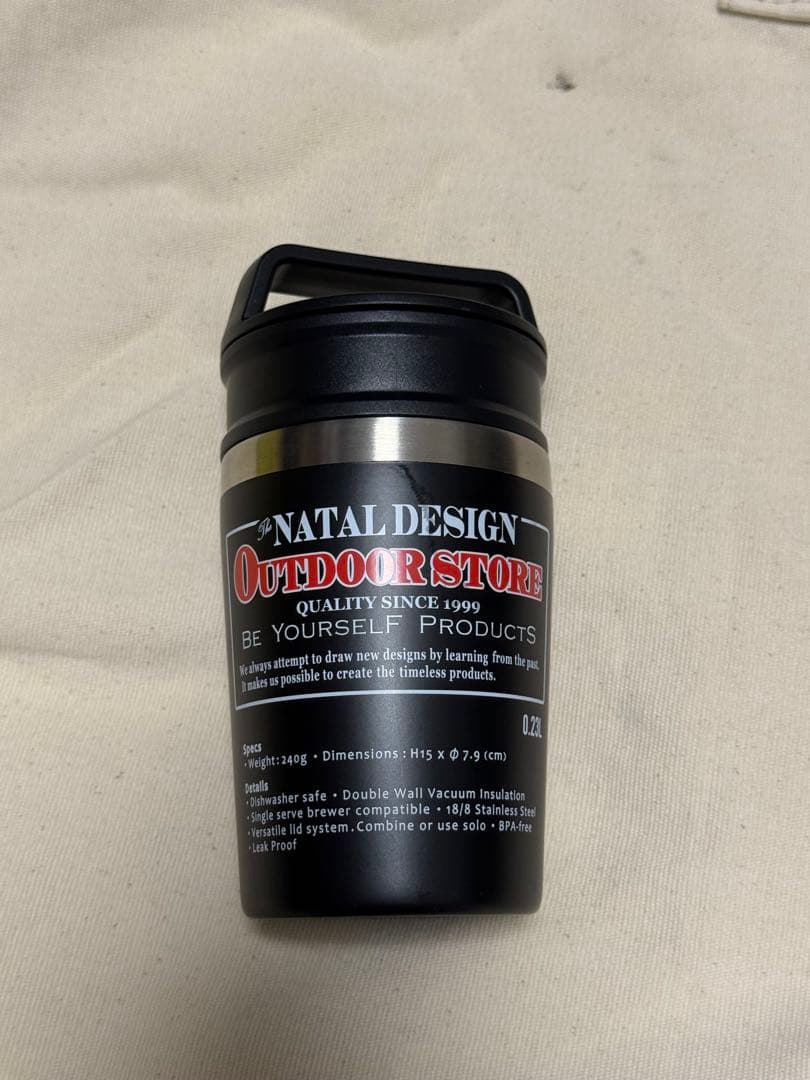 The NATAL DESIGN
OUTDOOR STORE
QUALITY SINCE 1999
BE YOURSELF PRODUCTS
We always attempt to draw new designs by learning from the past.
It makes us possible to create the timeless products.
0.23L
Specs
・Weight:240g ・Dimensions : H15 x Φ 7.9 (cm)
Details
・Dishwasher safe ・Double Wall Vacuum Insulation
・Single serve brewer compatible ・18/8 Stainless Steel
・Versatile lid system.Combine or use solo ・BPA-free
・Leak Proof